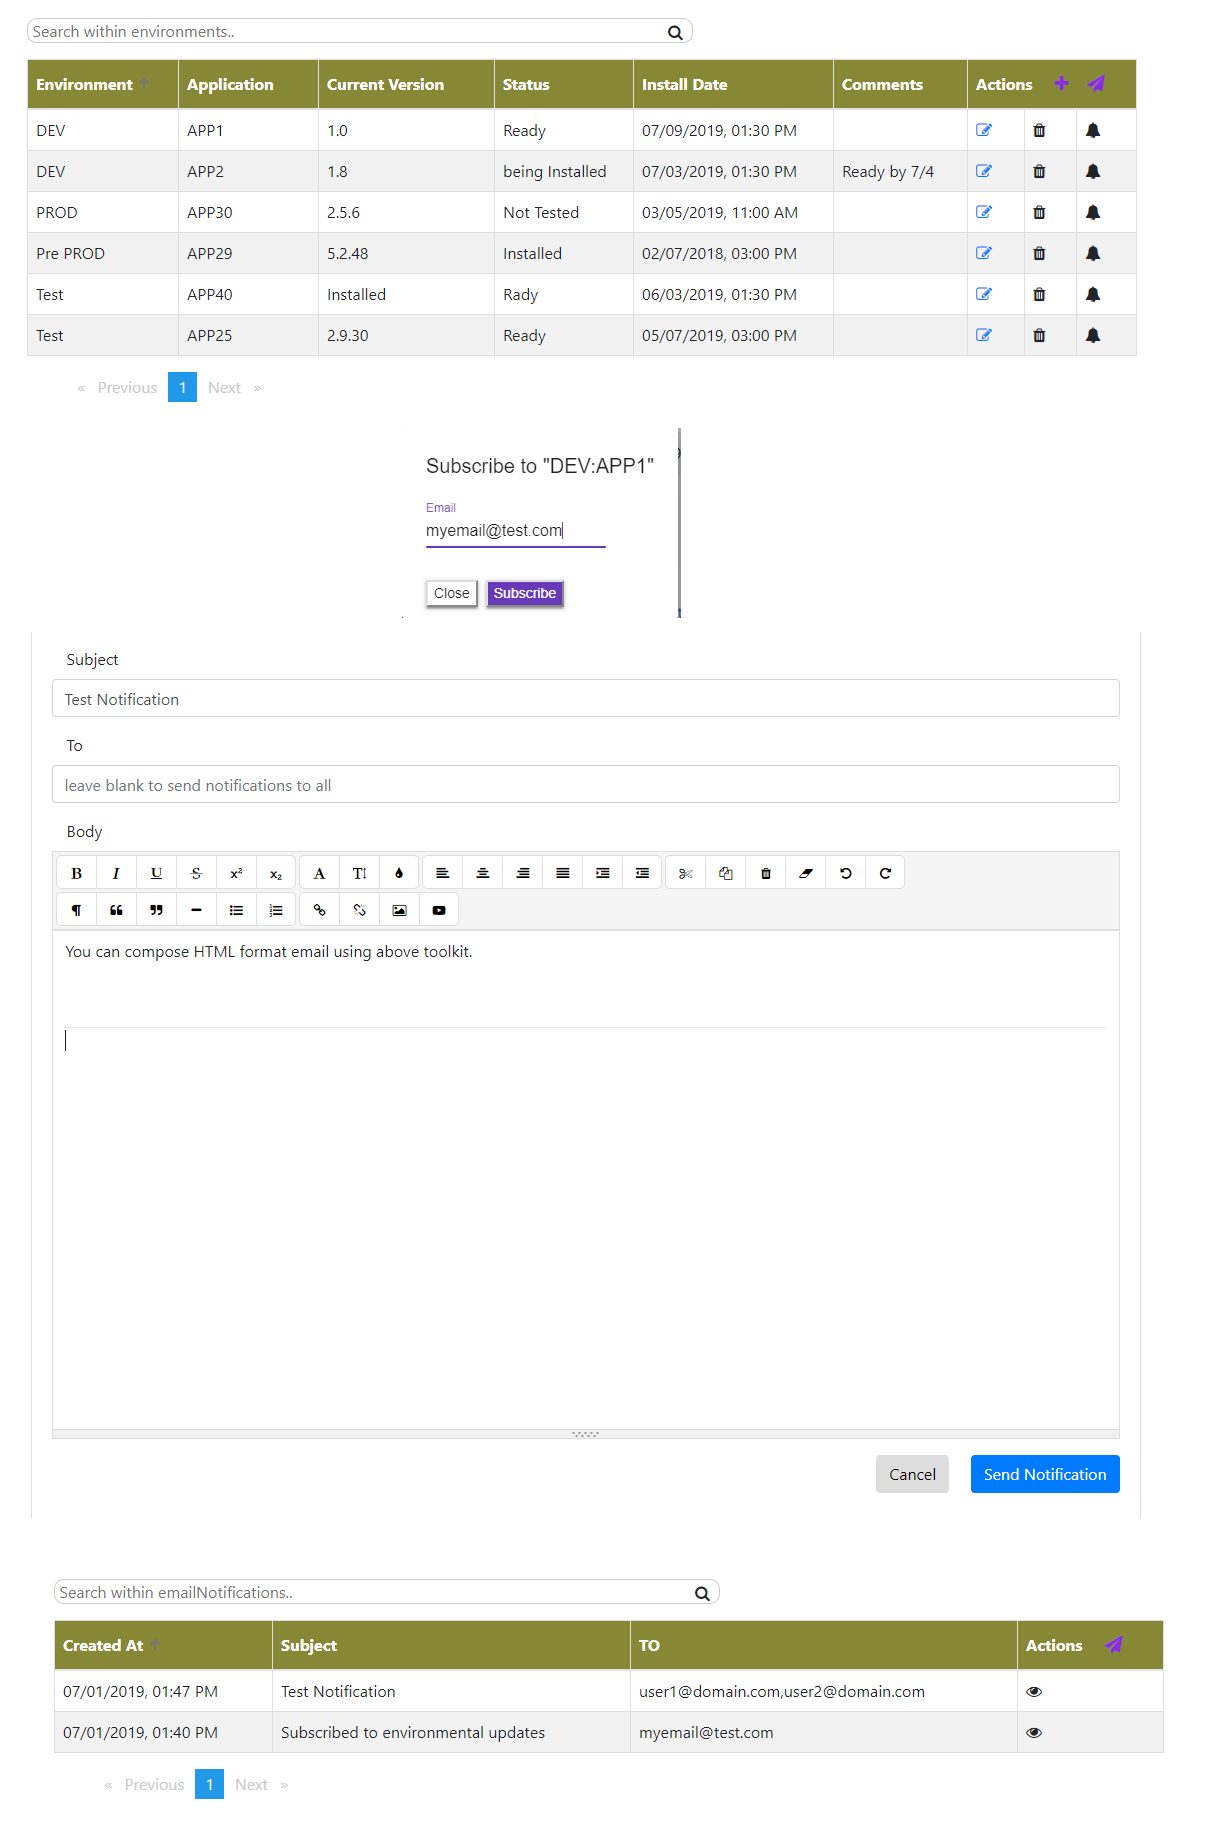 Search within environments..
Environment Application Current Version Status Install Date Comments Actions
DEV APP1 1.0 Ready 07/09/2019, 01:30 PM
DEV APP2 1.8 being Installed 07/03/2019, 01:30 PM Ready by 7/4
PROD APP30 2.5.6 Not Tested 03/05/2019, 11:00 AM
Pre PROD APP29 5.2.48 Installed 02/07/2018, 03:00 PM
Test APP40 Installed Rady 06/03/2019, 01:30 PM
Test APP25 2.9.30 Ready 05/07/2019, 03:00 PM
« Previous 1 Next »
Subscribe to "DEV:APP1"
Email
myemail@test.com
Close Subscribe
Subject
Test Notification
To
leave blank to send notifications to all
Body
You can compose HTML format email using above toolkit.
Cancel Send Notification
Search within emailNotifications..
Created At Subject TO Actions
07/01/2019, 01:47 PM Test Notification user1@domain.com,user2@domain.com
07/01/2019, 01:40 PM Subscribed to environmental updates myemail@test.com
« Previous 1 Next »